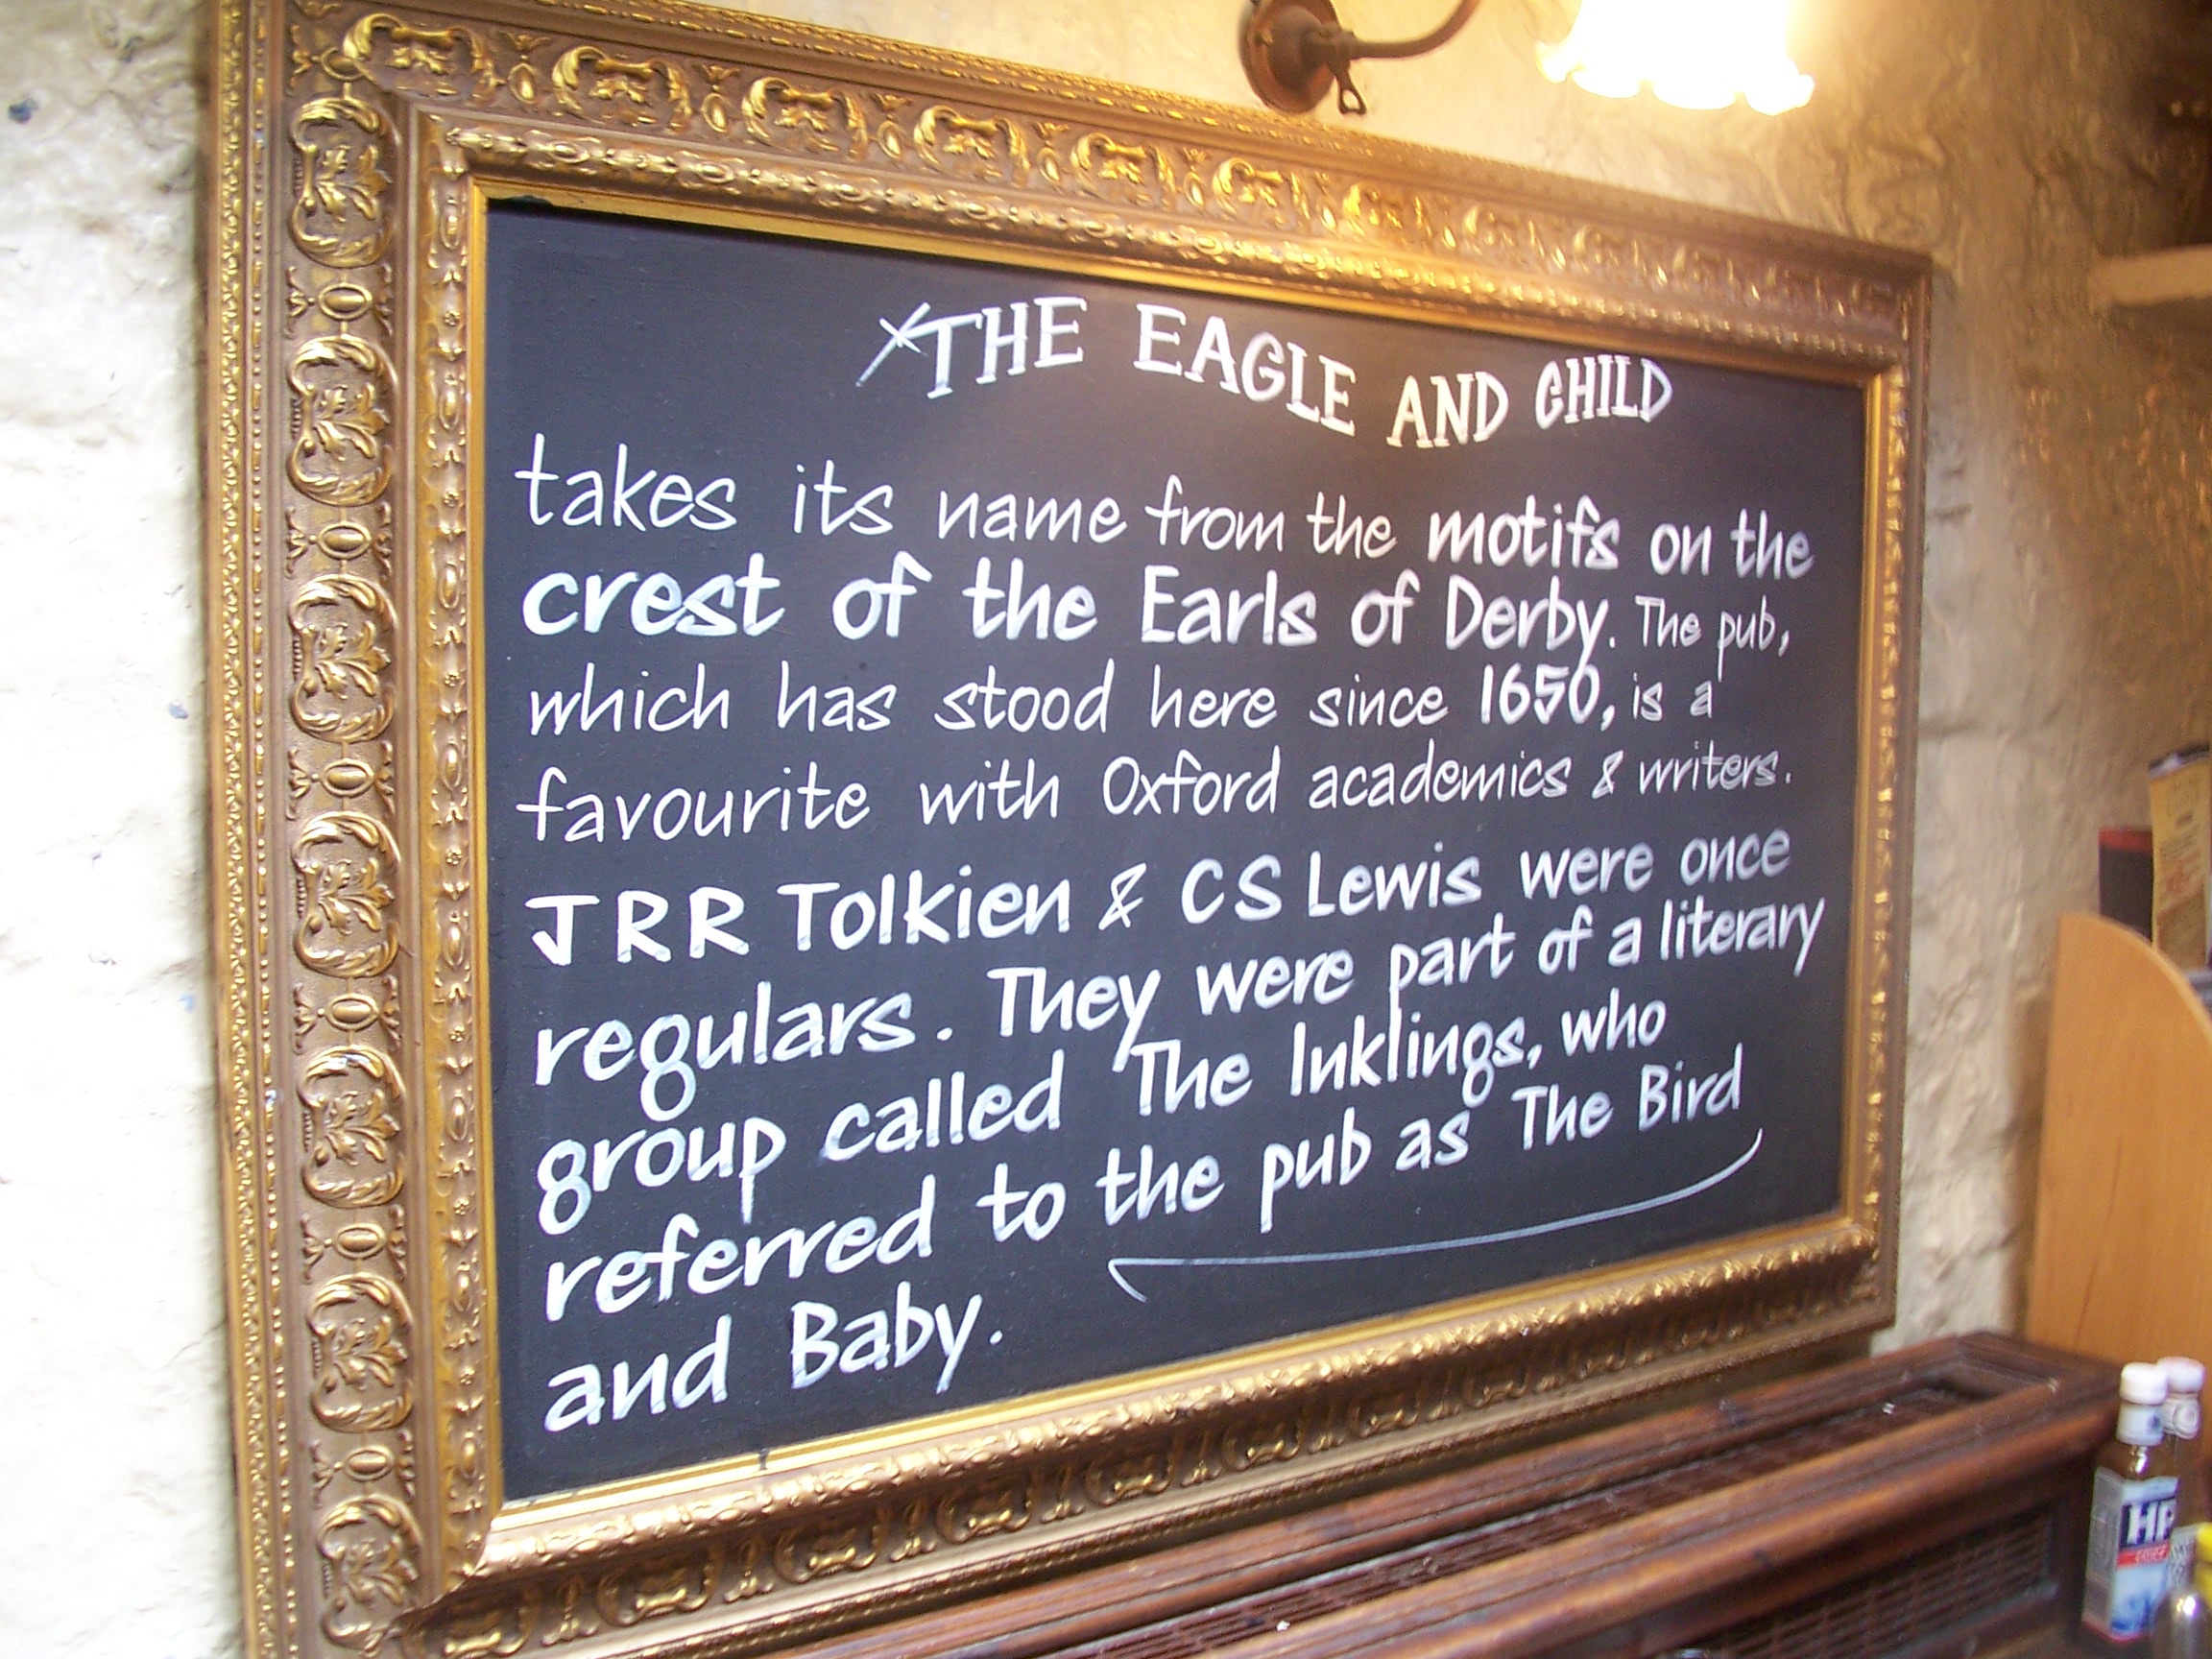 THE EAGLE AND CHILD
takes its name from the motifs on the
crest of the Earls of Derby. The pub,
which has stood here since 1650, is a
favourite with Oxford academics & writers.
JRR Tolkien & CS Lewis were once
regulars. They were part of a literary
group called The Inklings, who
referred to the pub as The Bird
and Baby.
HP